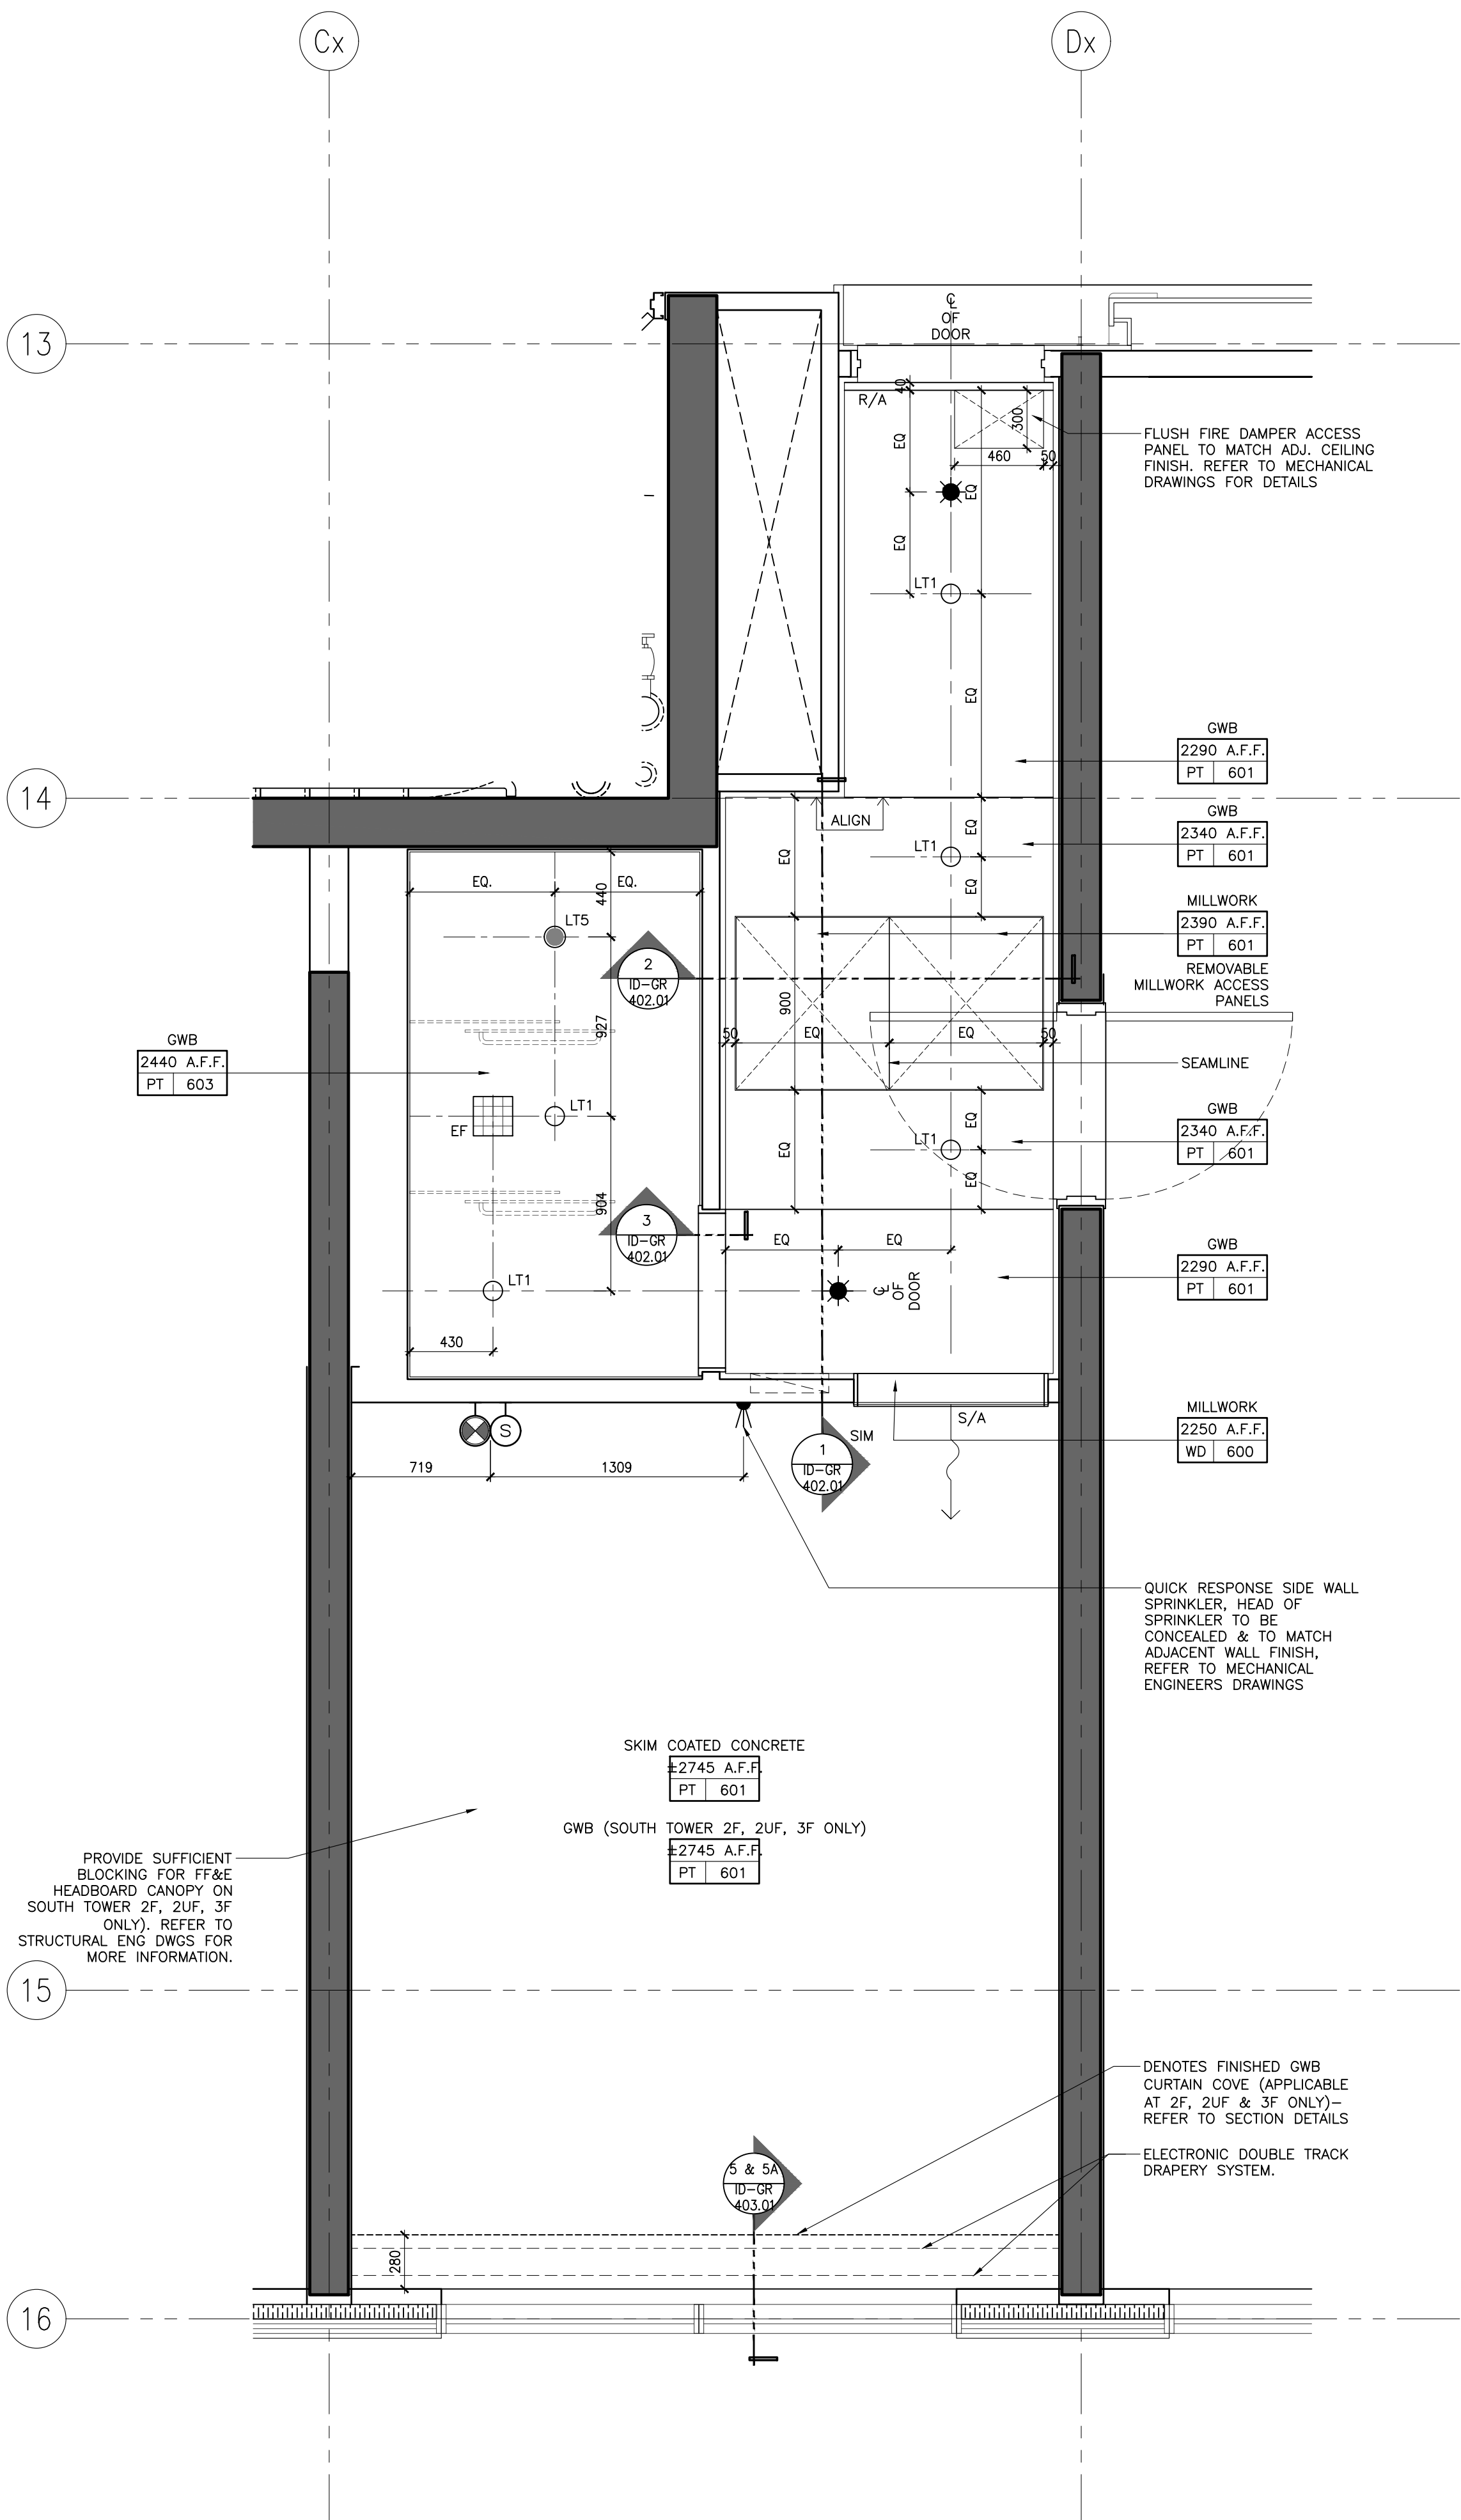 Cx
Dx
13
℄
OF
DOOR
40
R/A
300
460
50
EQ
EQ
EQ
LT1
EQ
FLUSH FIRE DAMPER ACCESS
PANEL TO MATCH ADJ. CEILING
FINISH. REFER TO MECHANICAL
DRAWINGS FOR DETAILS
GWB
2290 A.F.F.
PT 601
14
ALIGN
EQ
EQ
LT1
EQ
GWB
2340 A.F.F.
PT 601
EQ.
EQ.
440
LT5
MILLWORK
2390 A.F.F.
PT 601
REMOVABLE
MILLWORK ACCESS
PANELS
2
ID-GR
402.01
927
900
50
EQ
EQ
50
SEAMLINE
GWB
2440 A.F.F.
PT 603
LT1
EF
EQ
EQ
LT1
EQ
GWB
2340 A.F.F.
PT 601
904
3
ID-GR
402.01
EQ
EQ
GWB
2290 A.F.F.
PT 601
LT1
℄
OF
DOOR
430
S/A
S
SIM
1
ID-GR
402.01
MILLWORK
2250 A.F.F.
WD 600
719
1309
QUICK RESPONSE SIDE WALL
SPRINKLER, HEAD OF
SPRINKLER TO BE
CONCEALED & TO MATCH
ADJACENT WALL FINISH,
REFER TO MECHANICAL
ENGINEERS DRAWINGS
SKIM COATED CONCRETE
±2745 A.F.F.
PT 601
GWB (SOUTH TOWER 2F, 2UF, 3F ONLY)
±2745 A.F.F.
PT 601
PROVIDE SUFFICIENT
BLOCKING FOR FF&E
HEADBOARD CANOPY ON
SOUTH TOWER 2F, 2UF, 3F
ONLY). REFER TO
STRUCTURAL ENG DWGS FOR
MORE INFORMATION.
15
DENOTES FINISHED GWB
CURTAIN COVE (APPLICABLE
AT 2F, 2UF & 3F ONLY)-
REFER TO SECTION DETAILS
ELECTRONIC DOUBLE TRACK
DRAPERY SYSTEM.
5 & 5A
ID-GR
403.01
280
16